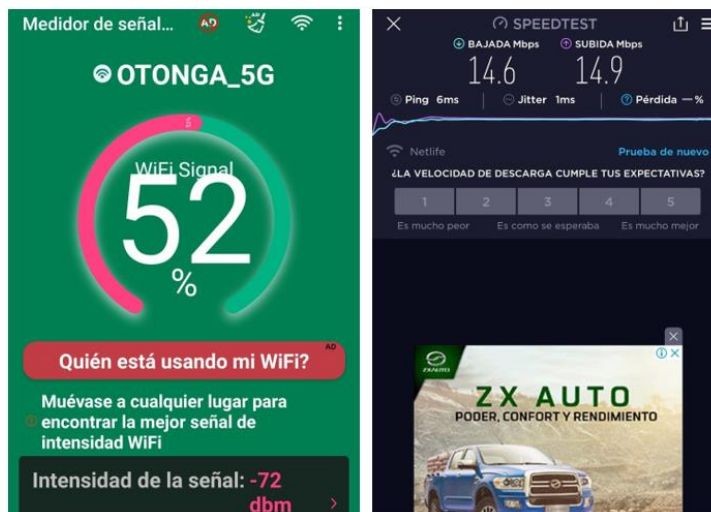 Medidor de señal...
AD
OTONGA_5G
52
WiFi Signal
52
%
Quién está usando mi WiFi?
AD
Muévase a cualquier lugar para
encontrar la mejor señal de
intensidad WiFi
Intensidad de la señal: -72
dbm
SPEEDTEST
BAJADA Mbps
SUBIDA Mbps
14.6
14.9
Ping 6ms
Jitter 1ms
Pérdida — %
Netlife
Prueba de nuevo
¿LA VELOCIDAD DE DESCARGA CUMPLE TUS EXPECTATIVAS?
1 2 3 4 5
Es mucho peor
Es como se esperaba
Es mucho mejor
ZXAUTO
ZX AUTO
PODER, CONFORT Y RENDIMIENTO